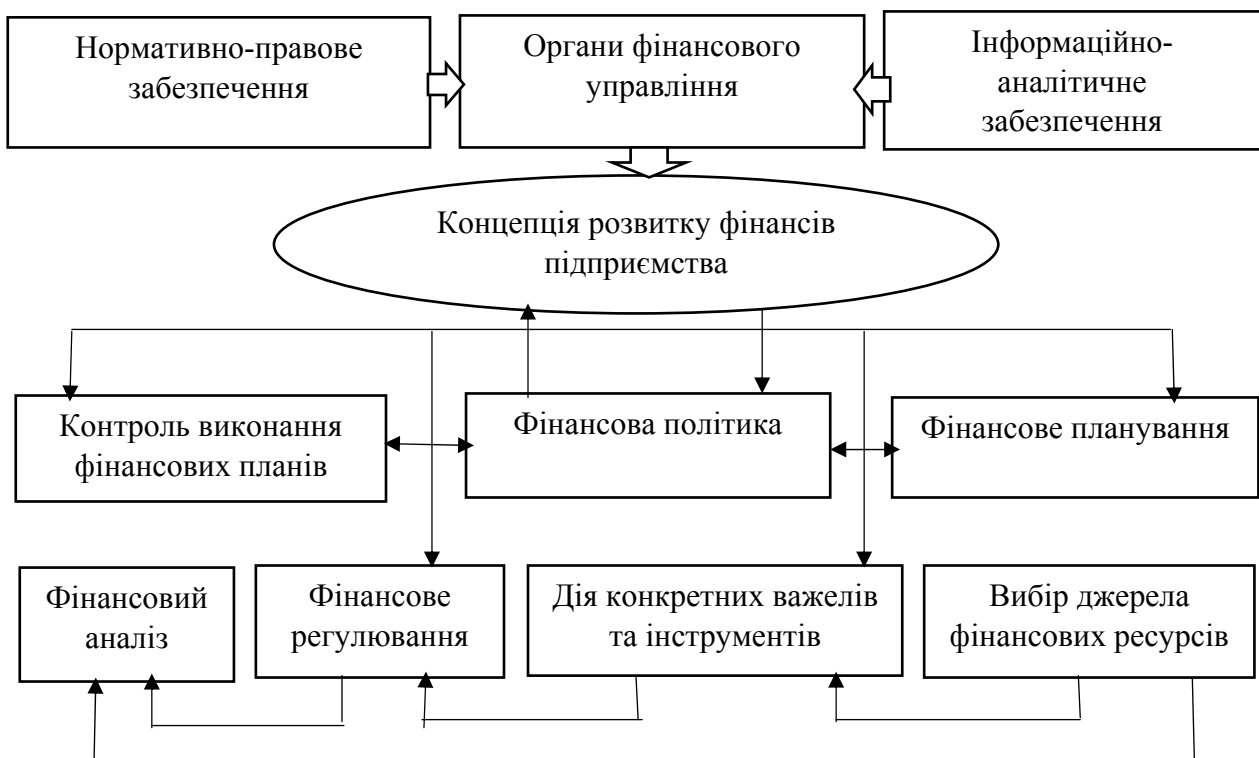 Нормативно-правове
забезпечення
Органи фінансового
управління
Інформаційно-
аналітичне
забезпечення
Концепція розвитку фінансів
підприємства
Контроль виконання
фінансових планів
Фінансова політика
Фінансове планування
Фінансовий
аналіз
Фінансове
регулювання
Дія конкретних важелів
та інструментів
Вибір джерела
фінансових ресурсів